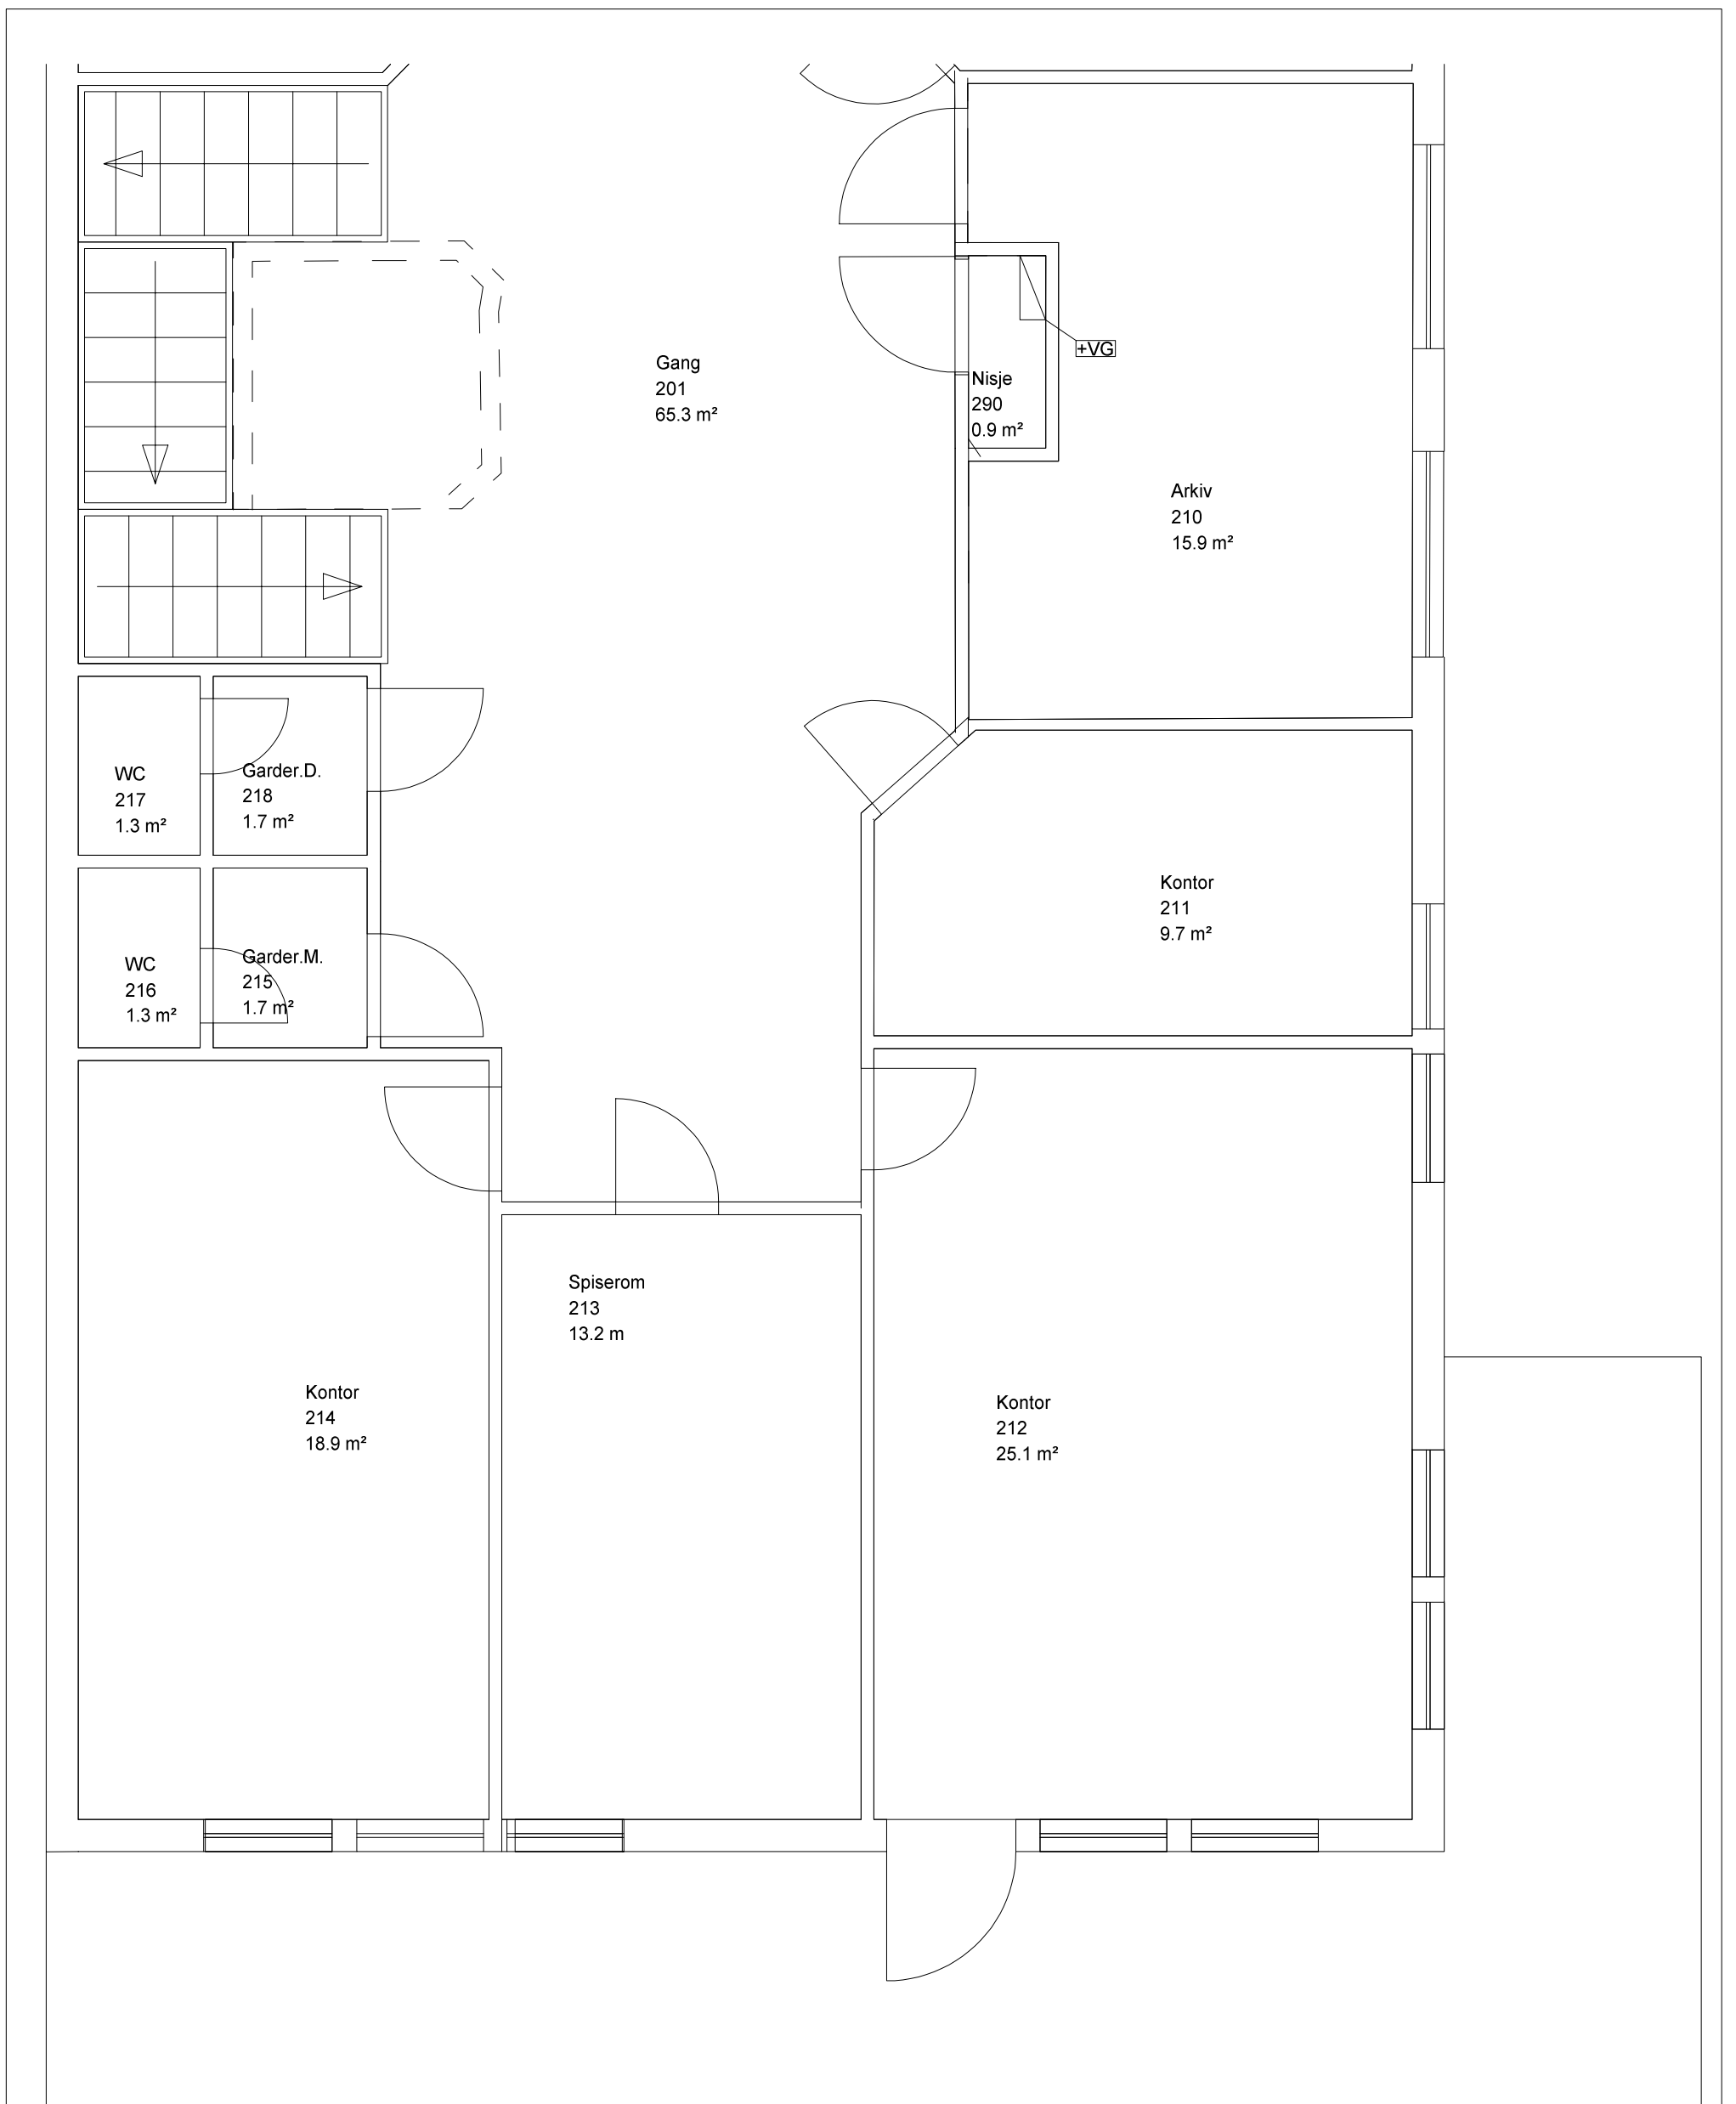 Gang
201
65.3 m²
+VG
Nisje
290
0.9 m²
Arkiv
210
15.9 m²
WC
217
1.3 m²
Garder.D.
218
1.7 m²
Kontor
211
9.7 m²
WC
216
1.3 m²
Garder.M.
215
1.7 m²
Spiserom
213
13.2 m
Kontor
214
18.9 m²
Kontor
212
25.1 m²